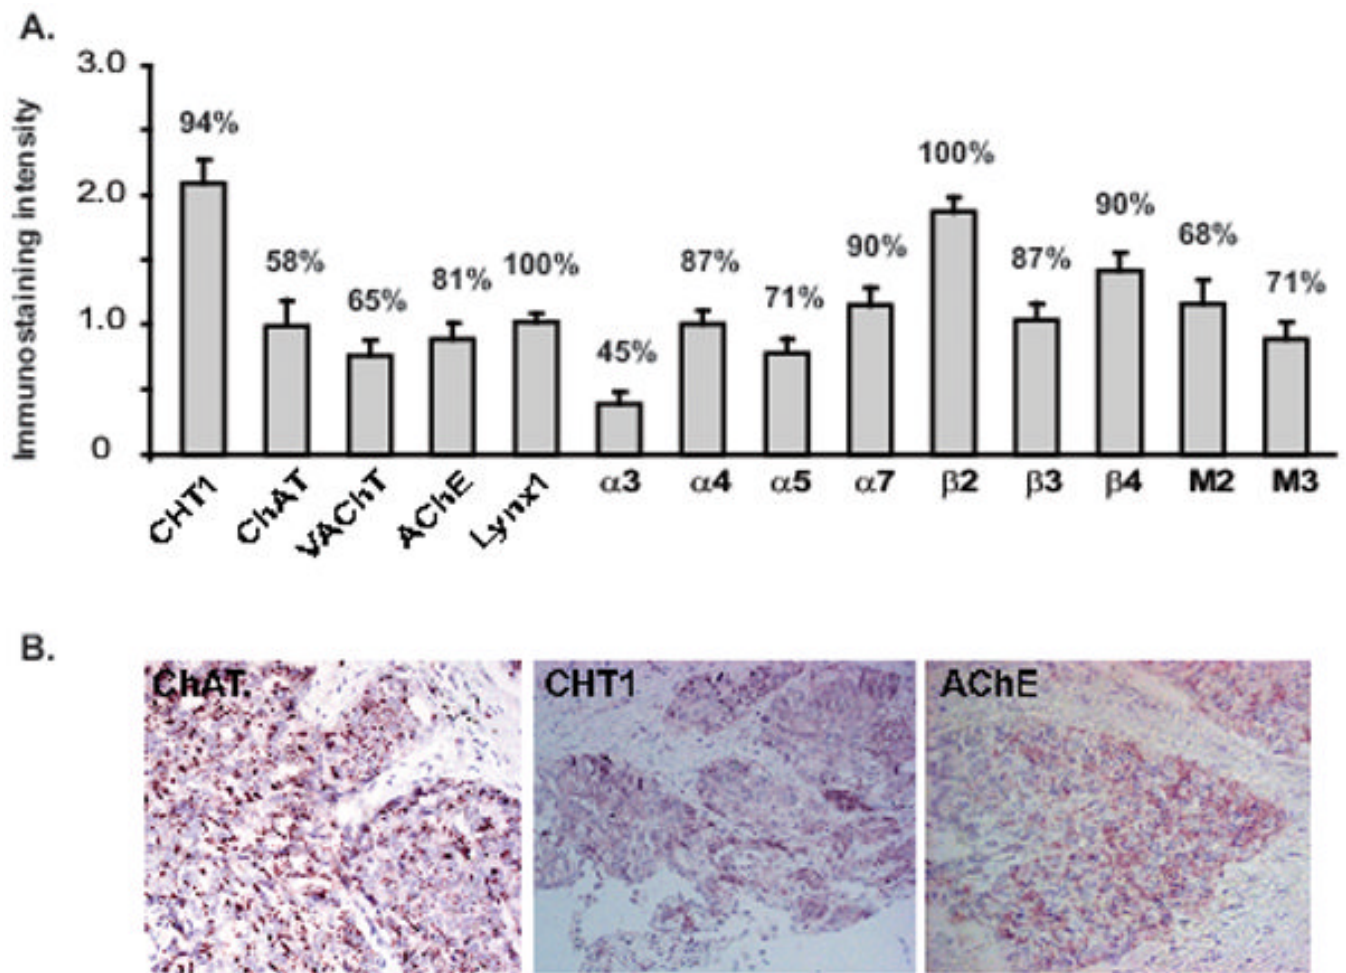 A.
Immunostaining intensity
3.0
2.0
1.0
0
94%
58%
65%
81%
100%
45%
87%
71%
90%
100%
87%
90%
68%
71%
CHT1
ChAT
VAChT
AChE
Lynx1
α3
α4
α5
α7
β2
β3
β4
M2
M3
B.
ChAT.
CHT1
AChE